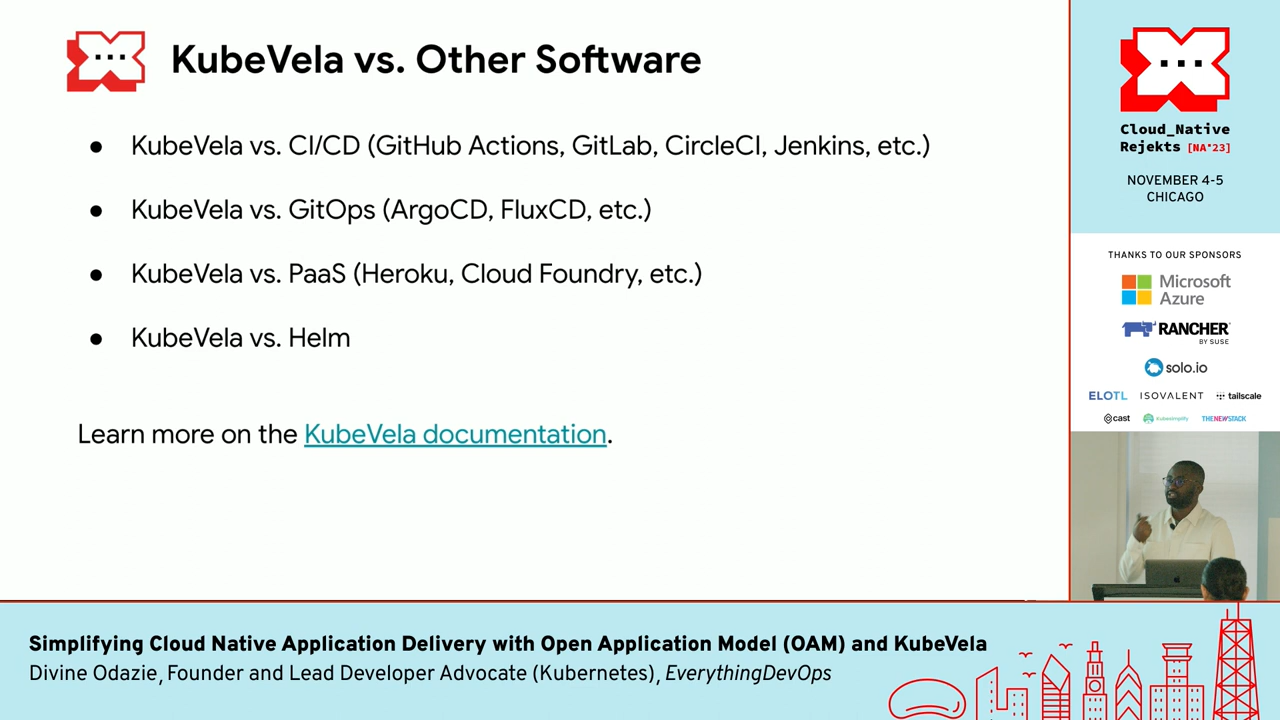 KubeVela vs. Other Software
● KubeVela vs. CI/CD (GitHub Actions, GitLab, CircleCI, Jenkins, etc.)
● KubeVela vs. GitOps (ArgoCD, FluxCD, etc.)
● KubeVela vs. PaaS (Heroku, Cloud Foundry, etc.)
● KubeVela vs. Helm
Learn more on the KubeVela documentation.
Cloud_Native
Rejekts [NA'23]
NOVEMBER 4-5
CHICAGO
THANKS TO OUR SPONSORS
Microsoft
Azure
RANCHER
BY SUSE
solo.io
ELOTL ISOVALENT tailscale
cast kubesimplify THENEWSTACK
Simplifying Cloud Native Application Delivery with Open Application Model (OAM) and KubeVela
Divine Odazie, Founder and Lead Developer Advocate (Kubernetes), EverythingDevOps